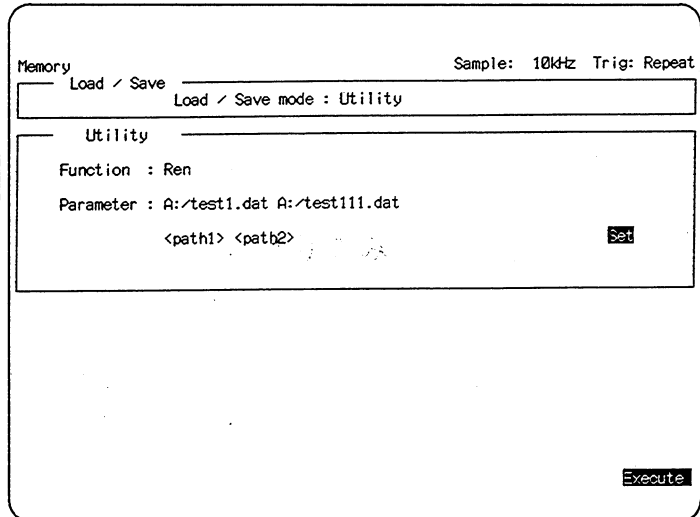 Memory Sample: 10kHz Trig: Repeat
Load / Save
Load / Save mode : Utility
Utility
Function : Ren
Parameter : A:/test1.dat A:/test111.dat
<path1> <path2> Set
Execute